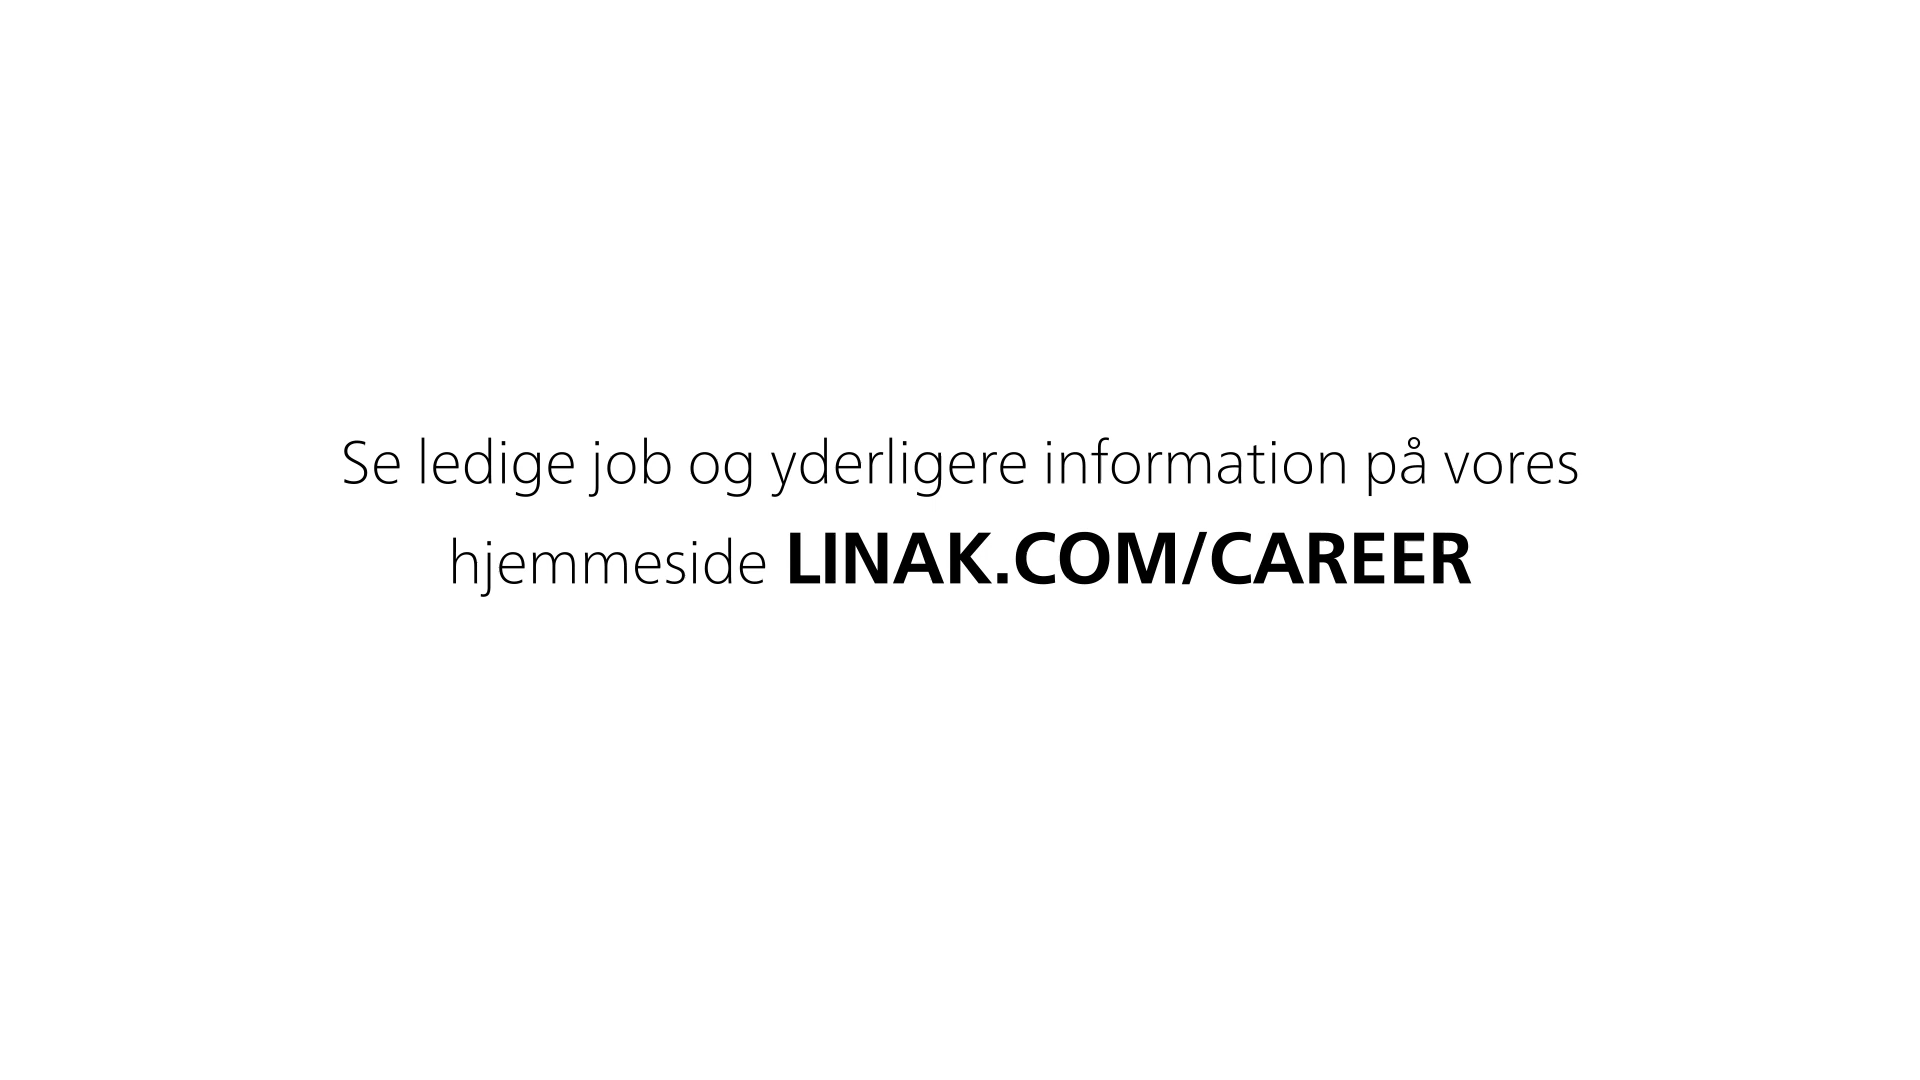 Se ledige job og yderligere information på vores
hjemmeside LINAK.COM/CAREER